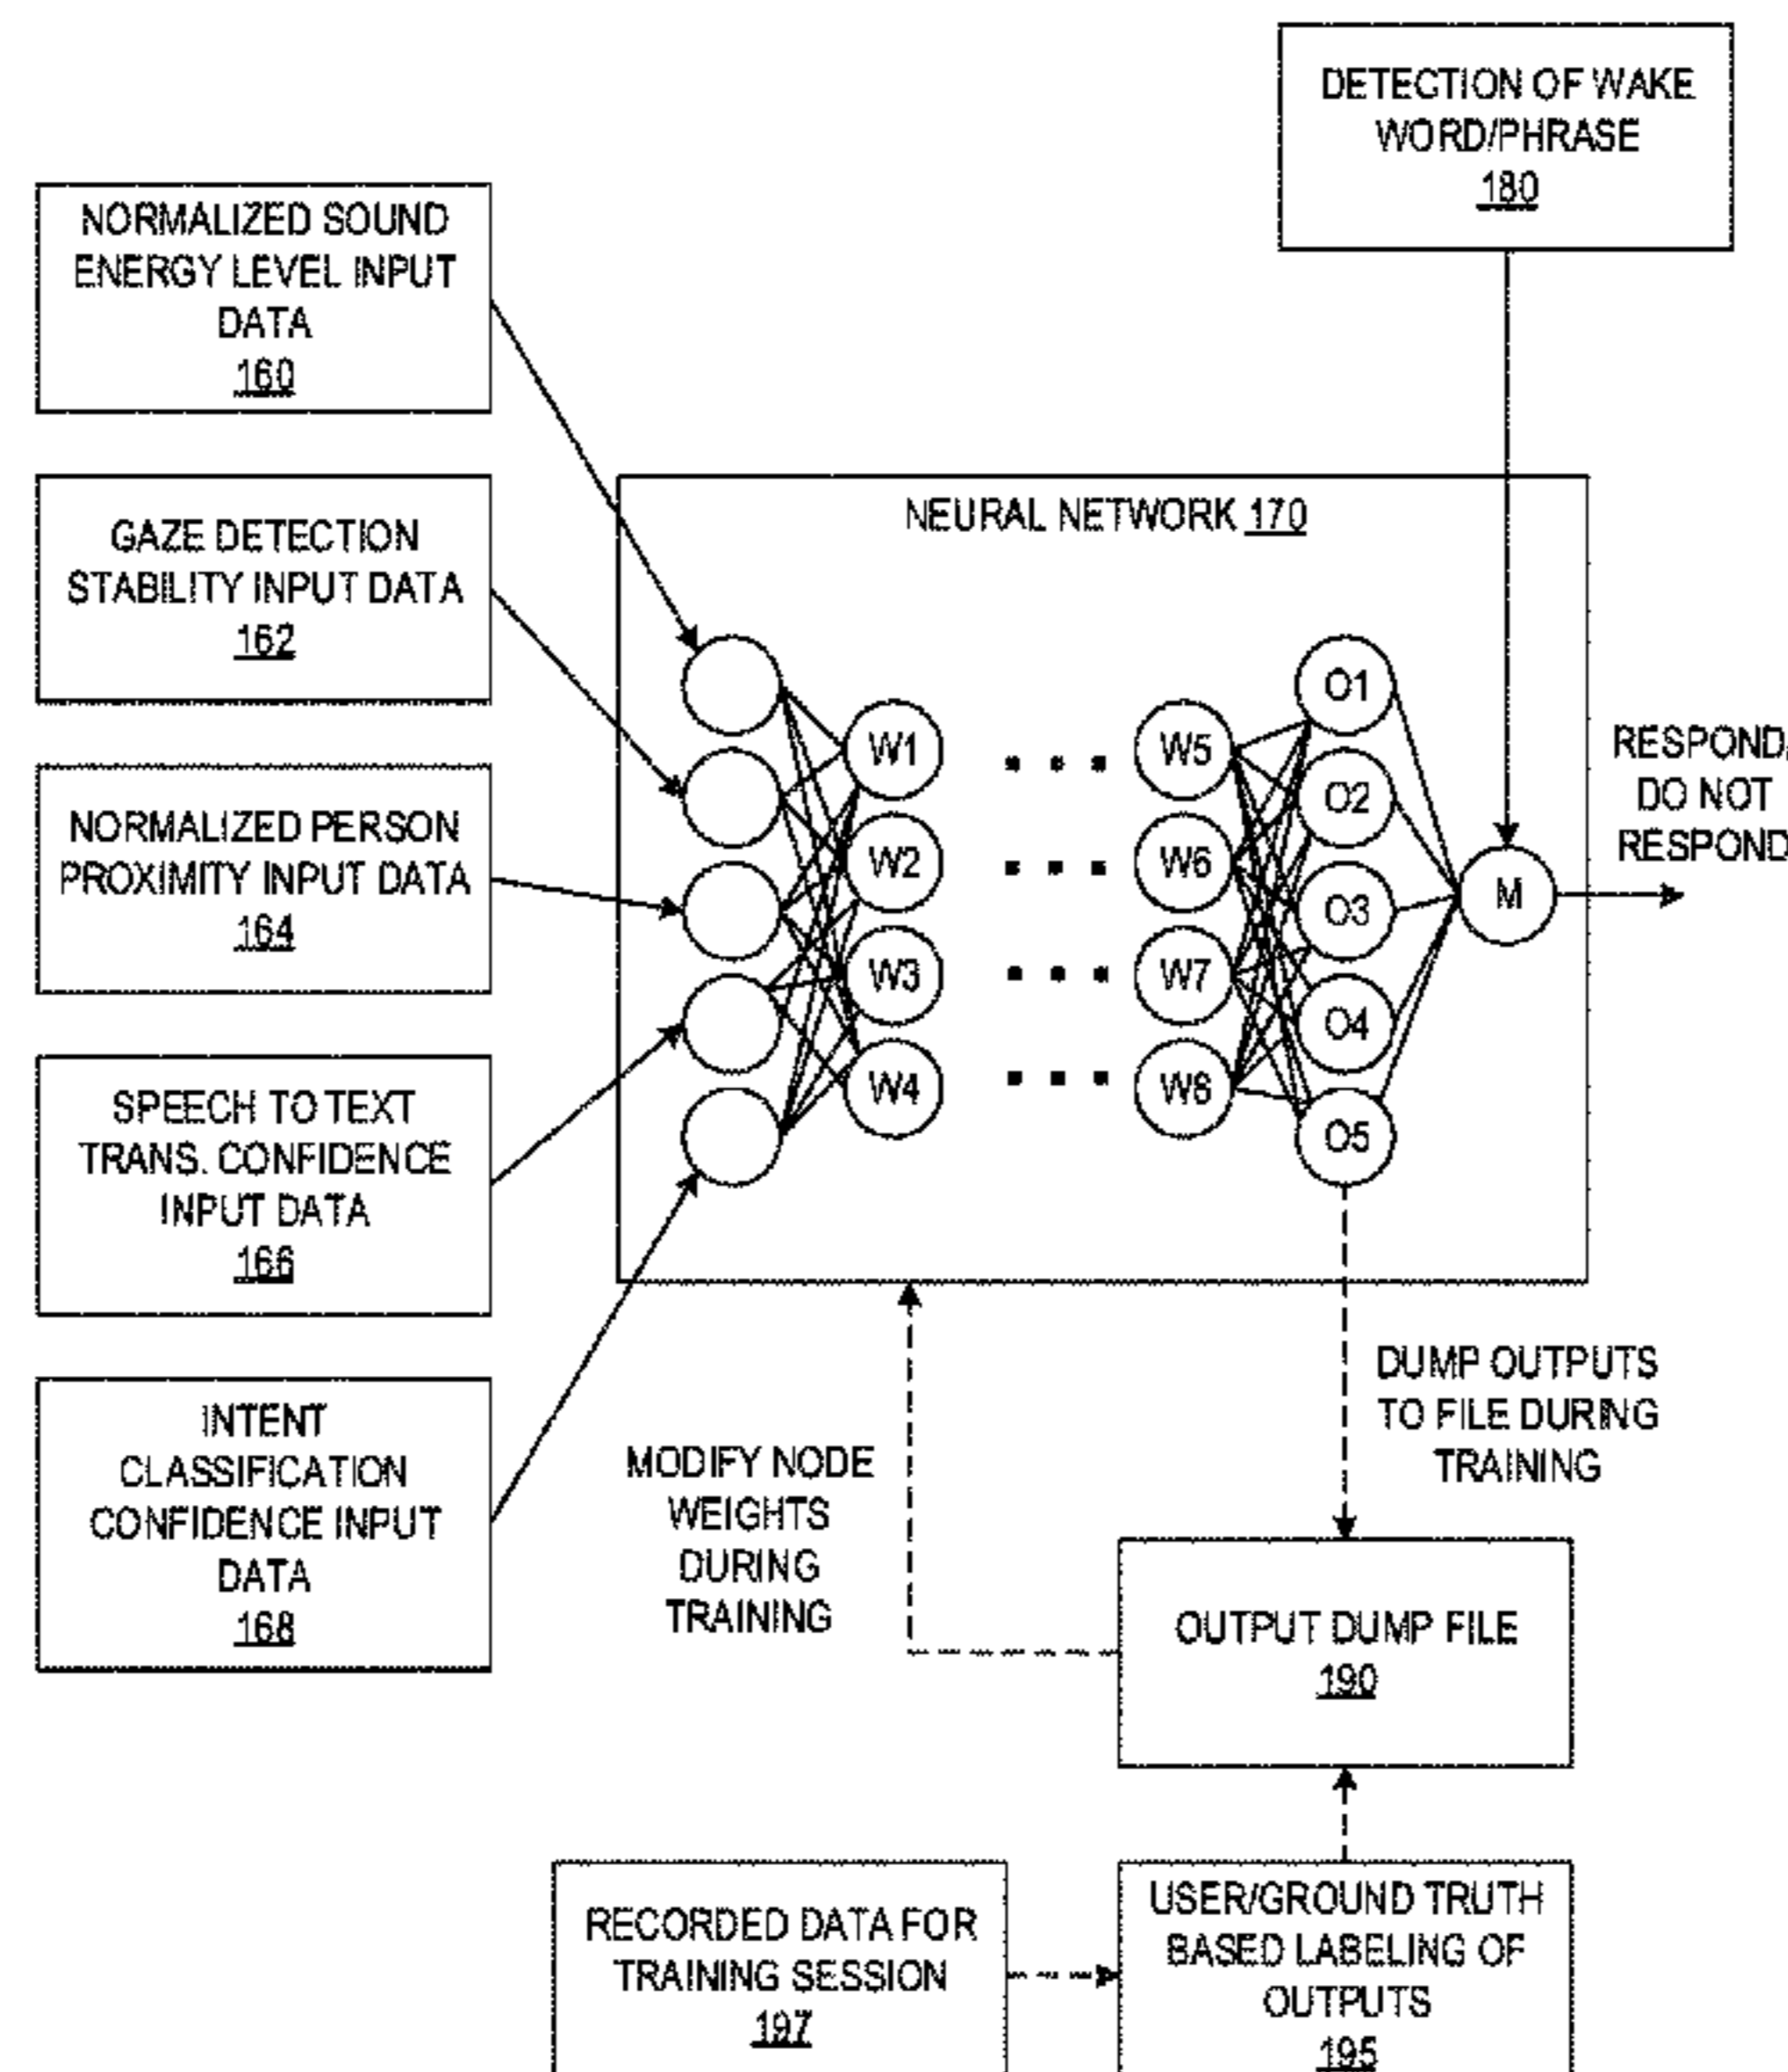 DETECTION OF WAKE
WORD/PHRASE
180
NORMALIZED SOUND
ENERGY LEVEL INPUT
DATA
160
GAZE DETECTION
STABILITY INPUT DATA
162
NORMALIZED PERSON
PROXIMITY INPUT DATA
164
SPEECH TO TEXT
TRANS. CONFIDENCE
INPUT DATA
166
INTENT
CLASSIFICATION
CONFIDENCE INPUT
DATA
168
NEURAL NETWORK 170
W1
W2
W3
W4
W5
W6
W7
W8
O1
O2
O3
O4
O5
M
RESPOND/
DO NOT
RESPOND
MODIFY NODE
WEIGHTS
DURING
TRAINING
DUMP OUTPUTS
TO FILE DURING
TRAINING
OUTPUT DUMP FILE
190
RECORDED DATA FOR
TRAINING SESSION
197
USER/GROUND TRUTH
BASED LABELING OF
OUTPUTS
195